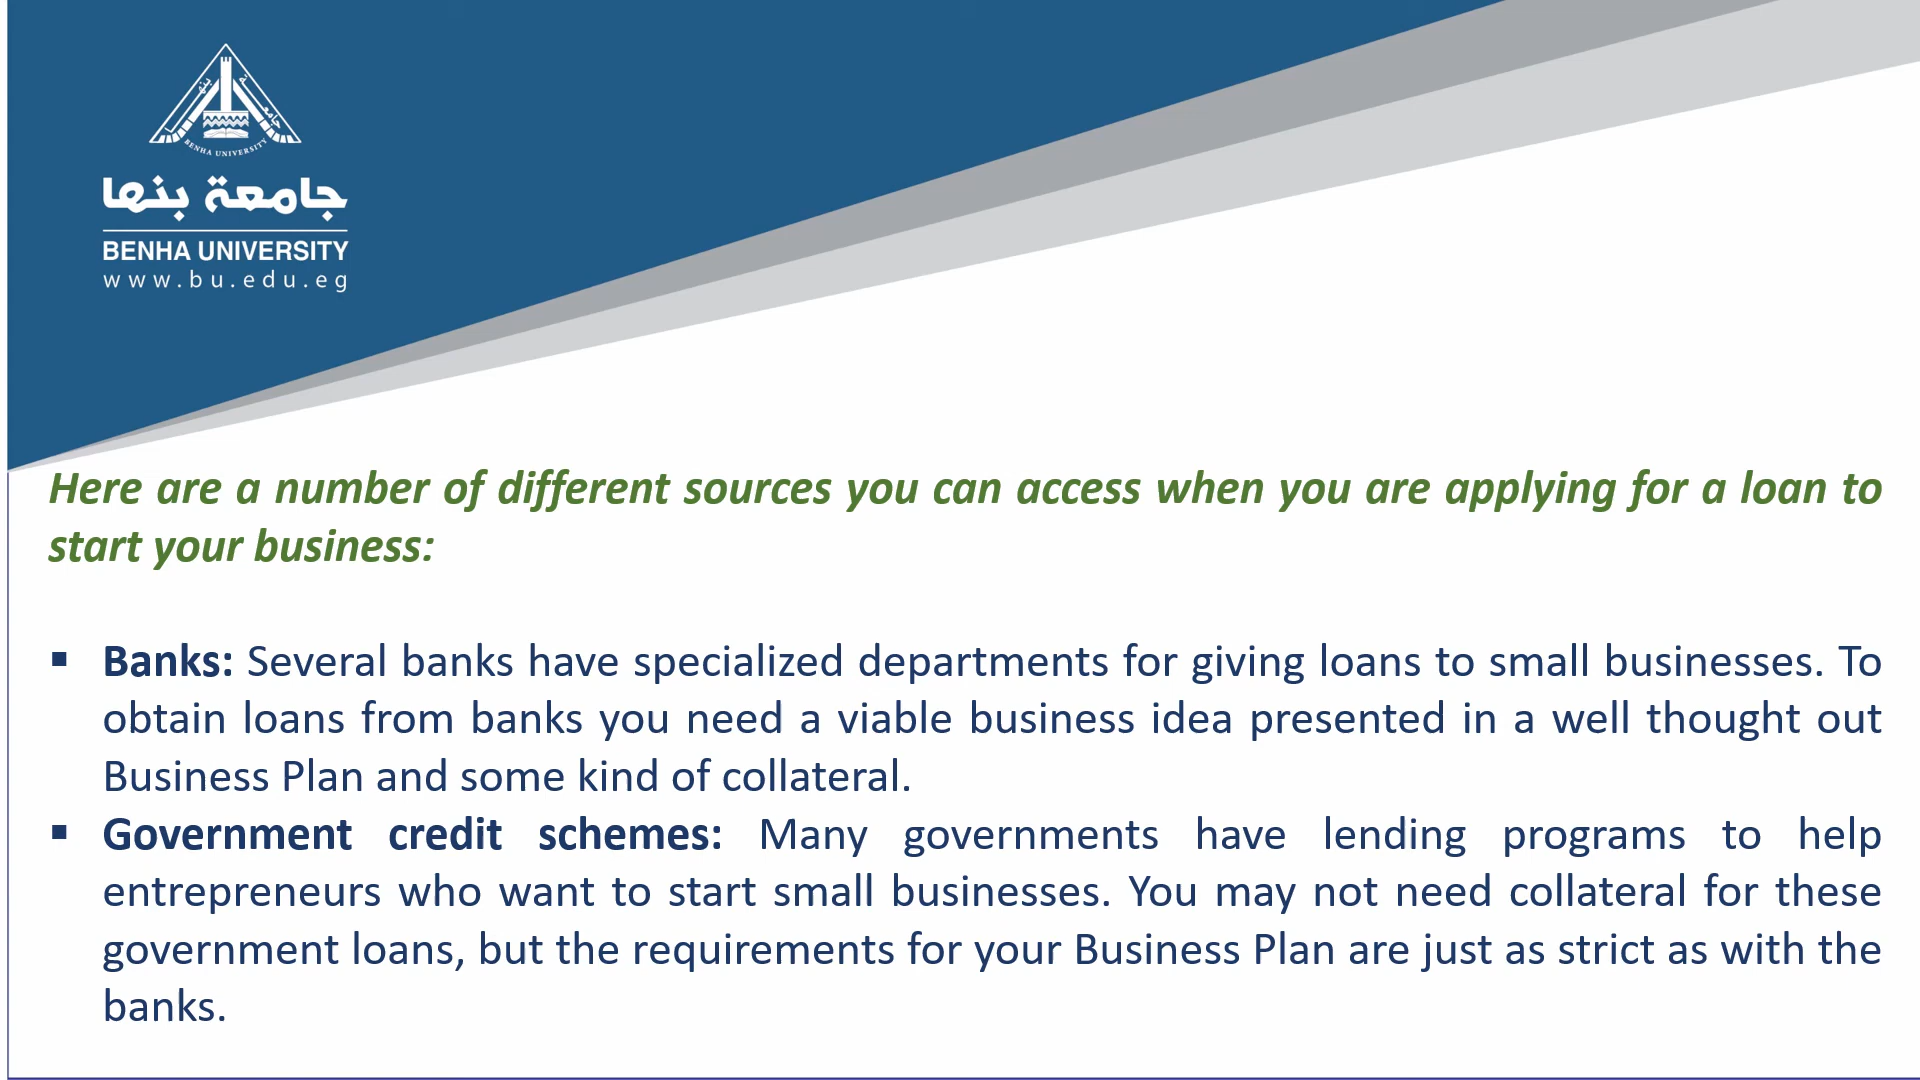 بنها
جامعة
BENHA UNIVERSITY
جامعة بنها
BENHA UNIVERSITY
www.bu.edu.eg
Here are a number of different sources you can access when you are applying for a loan to
start your business:
▪ Banks: Several banks have specialized departments for giving loans to small businesses. To
obtain loans from banks you need a viable business idea presented in a well thought out
Business Plan and some kind of collateral.
▪ Government credit schemes: Many governments have lending programs to help
entrepreneurs who want to start small businesses. You may not need collateral for these
government loans, but the requirements for your Business Plan are just as strict as with the
banks.